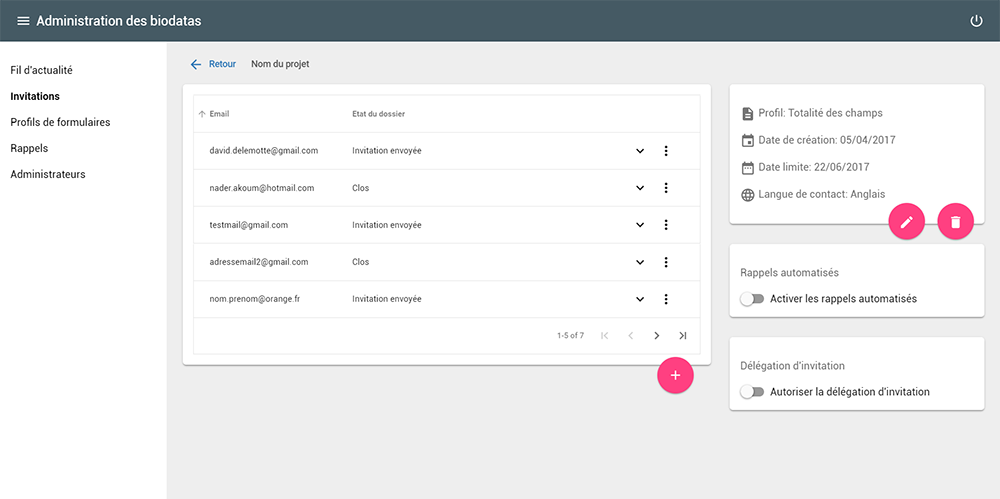 Administration des biodatas
Fil d'actualité
Invitations
Profils de formulaires
Rappels
Administrateurs
Retour Nom du projet
Email Etat du dossier
david.delemotte@gmail.com Invitation envoyée
nader.akoum@hotmail.com Clos
testmail@gmail.com Invitation envoyée
adressemail2@gmail.com Clos
nom.prenom@orange.fr Invitation envoyée
1-5 of 7
Profil: Totalité des champs
Date de création: 05/04/2017
Date limite: 22/06/2017
Langue de contact: Anglais
Rappels automatisés
Activer les rappels automatisés
Délégation d'invitation
Autoriser la délégation d'invitation